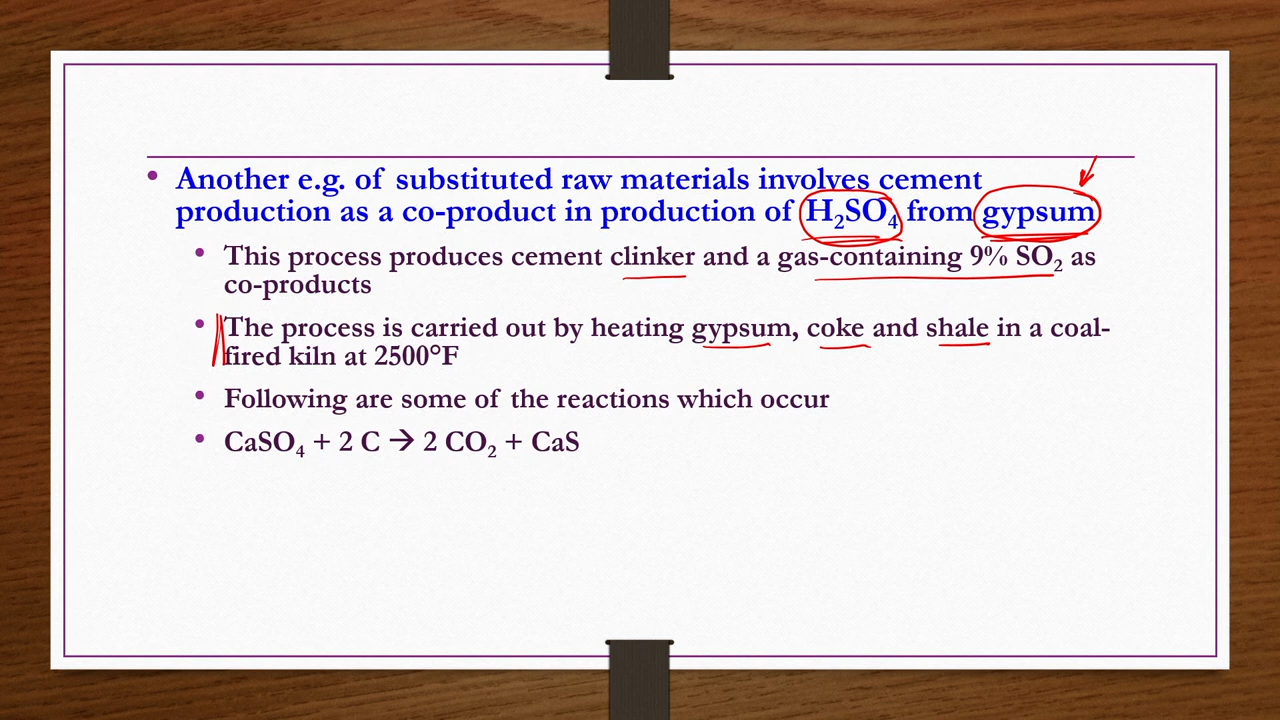 • Another e.g. of substituted raw materials involves cement
production as a co-product in production of H₂SO₄ from gypsum
• This process produces cement clinker and a gas-containing 9% SO₂ as
co-products
• The process is carried out by heating gypsum, coke and shale in a coal-
fired kiln at 2500°F
• Following are some of the reactions which occur
• CaSO₄ + 2 C → 2 CO₂ + CaS